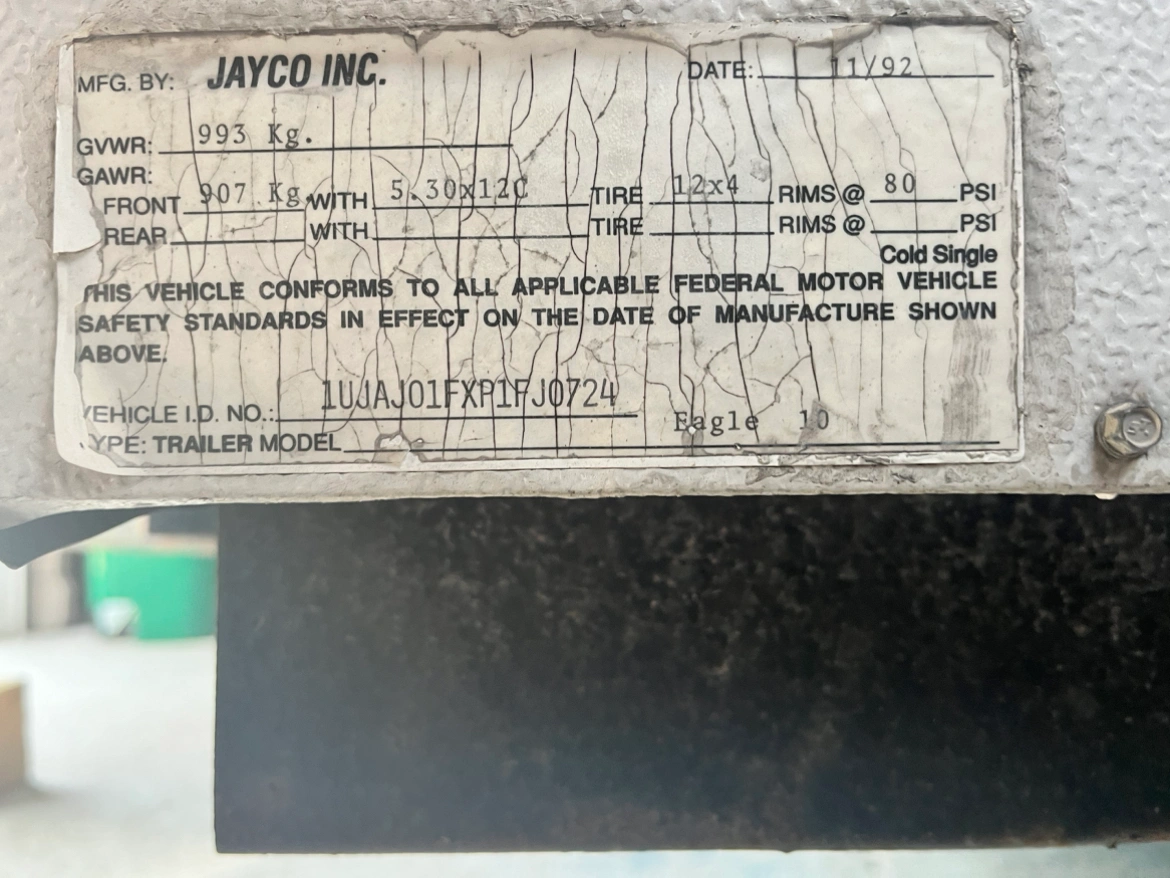 MFG. BY: JAYCO INC. DATE: 11/92
GVWR: 993 Kg.
GAWR:
FRONT 907 Kg. WITH 5.30x12C TIRE 12x4 RIMS @ 80 PSI
REAR WITH TIRE RIMS @ PSI
Cold Single
THIS VEHICLE CONFORMS TO ALL APPLICABLE FEDERAL MOTOR VEHICLE
SAFETY STANDARDS IN EFFECT ON THE DATE OF MANUFACTURE SHOWN
ABOVE.
VEHICLE I.D. NO.: 1UJAJ01FXP1FJ0724
TYPE: TRAILER MODEL Eagle 10